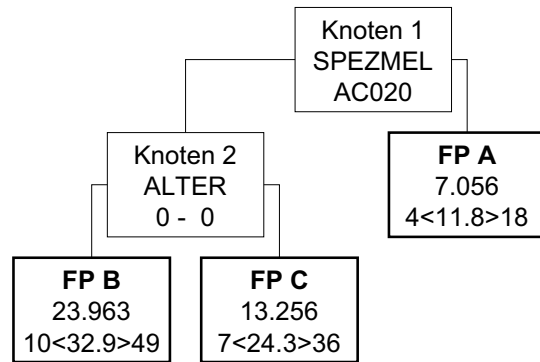 Knoten 1
SPEZMEL
AC020
Knoten 2
ALTER
0 - 0
FP A
7.056
4<11.8>18
FP B
23.963
10<32.9>49
FP C
13.256
7<24.3>36